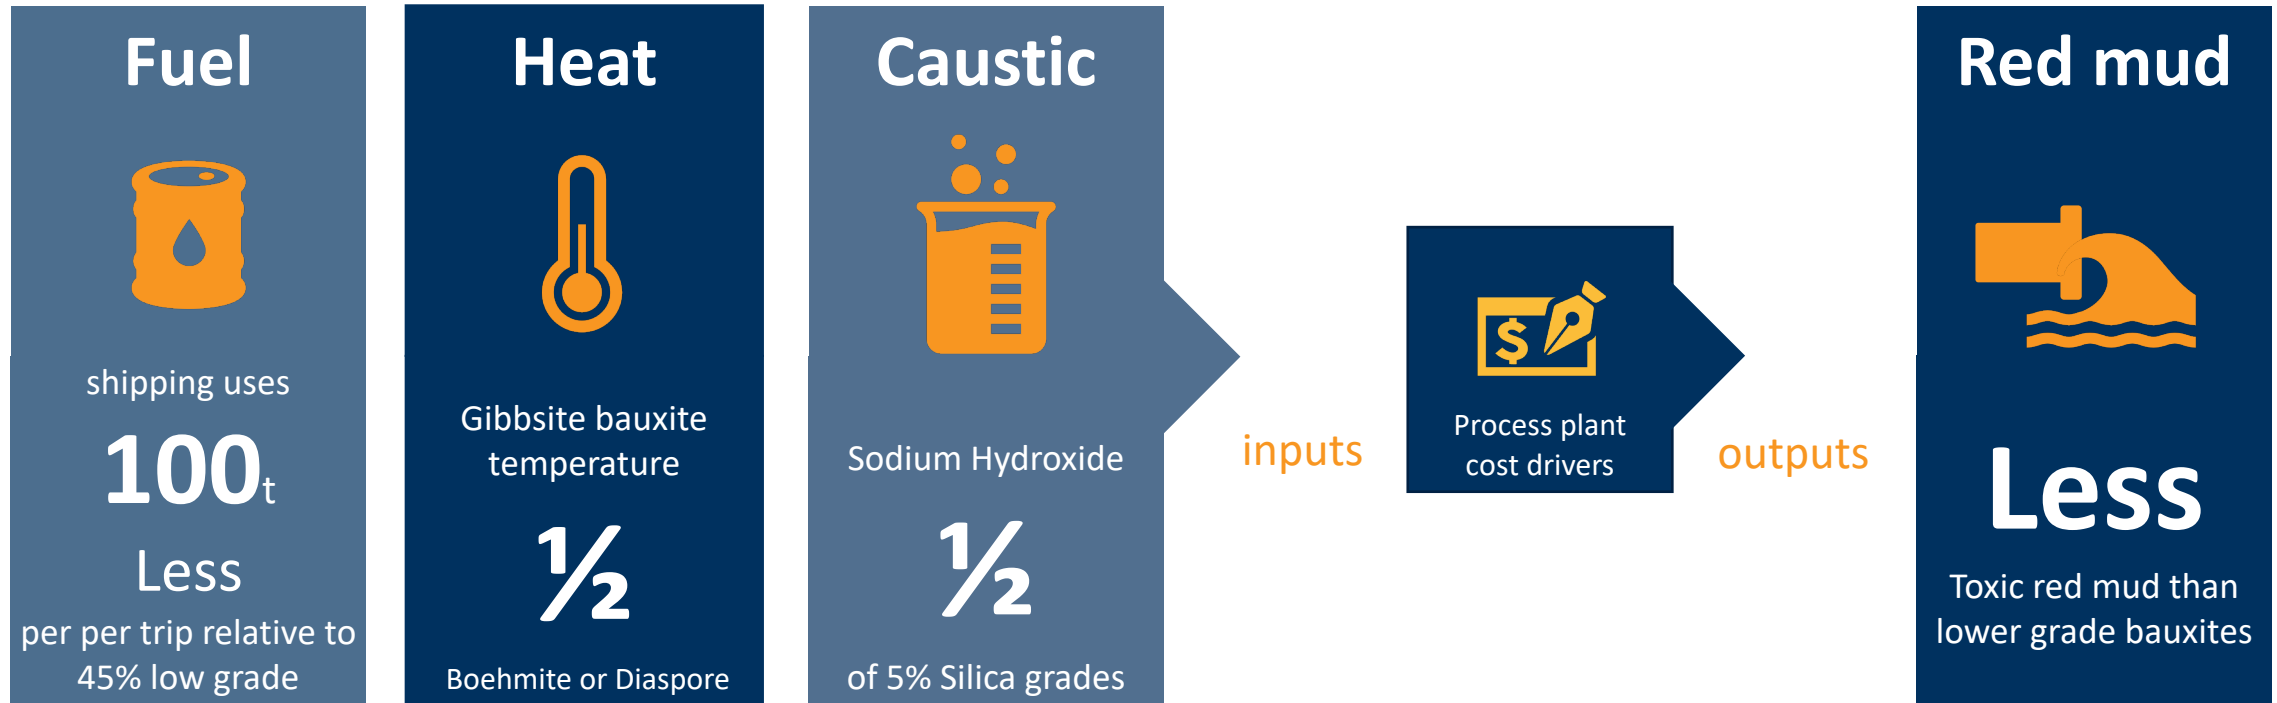 Fuel
shipping uses
100t
Less
per per trip relative to
45% low grade
Heat
Gibbsite bauxite
temperature
½
Boehmite or Diaspore
Caustic
Sodium Hydroxide
½
of 5% Silica grades
inputs
$
Process plant
cost drivers
outputs
Red mud
Less
Toxic red mud than
lower grade bauxites